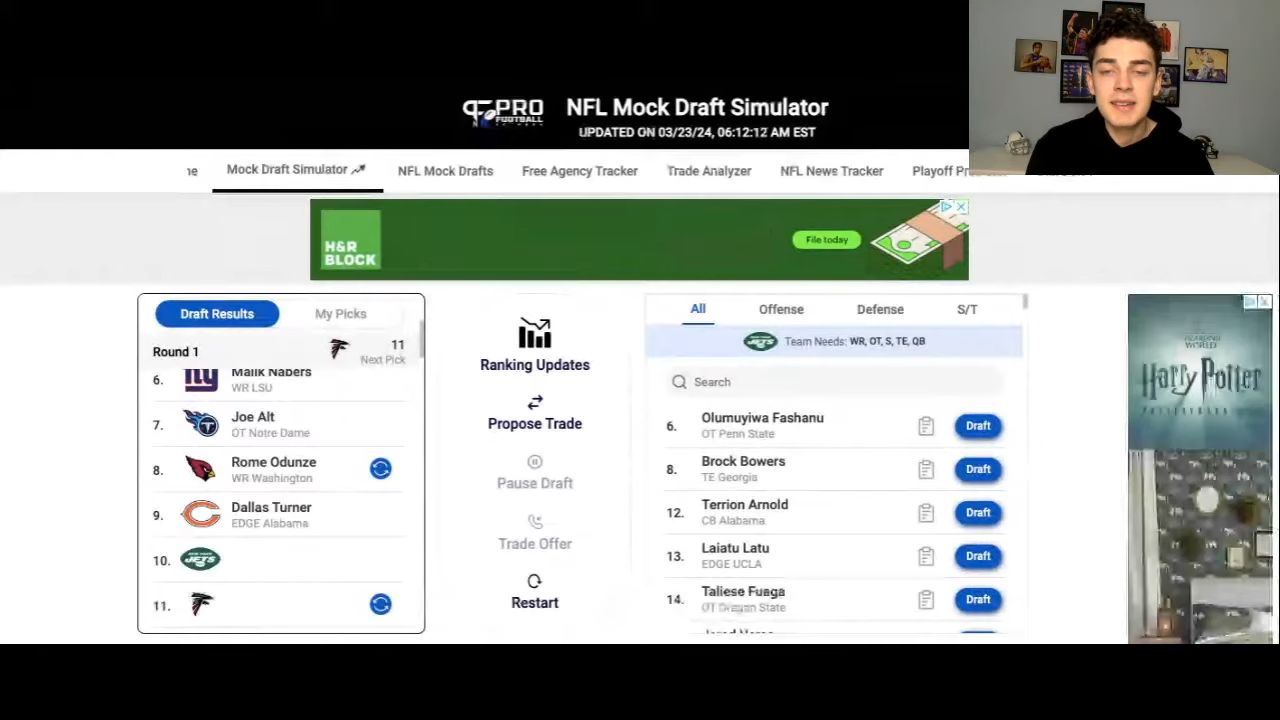 PRO
FOOTBALL
NETWORK
NFL Mock Draft Simulator
UPDATED ON 03/23/24, 06:12:12 AM EST
ne
Mock Draft Simulator
NFL Mock Drafts
Free Agency Tracker
Trade Analyzer
NFL News Tracker
H&R
BLOCK
File today
Draft Results
My Picks
Round 1
11
Next Pick
6.
Malik Nabers
WR LSU
7.
Joe Alt
OT Notre Dame
8.
Rome Odunze
WR Washington
9.
Dallas Turner
EDGE Alabama
10.
JETS
11.
Ranking Updates
Propose Trade
Pause Draft
Trade Offer
Restart
All
Offense
Defense
S/T
JETS
Team Needs: WR, OT, S, TE, QB
Search
6.
Olumuyiwa Fashanu
OT Penn State
Draft
8.
Brock Bowers
TE Georgia
Draft
12.
Terrion Arnold
CB Alabama
Draft
13.
Laiatu Latu
EDGE UCLA
Draft
14.
Taliese Fuaga
OT Oregon State
Draft
WORLD
Harry Potter